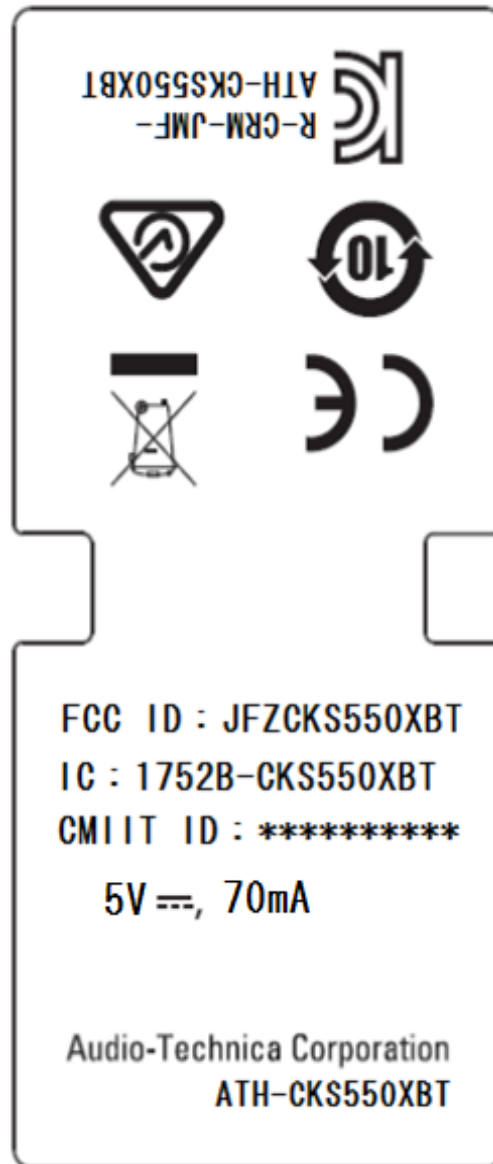 R-CRM-JMF-
ATH-CKS550XBT
10
FCC ID : JFZCKS550XBT
IC : 1752B-CKS550XBT
CMIIT ID : **********
5V ⎓, 70mA
Audio-Technica Corporation
ATH-CKS550XBT